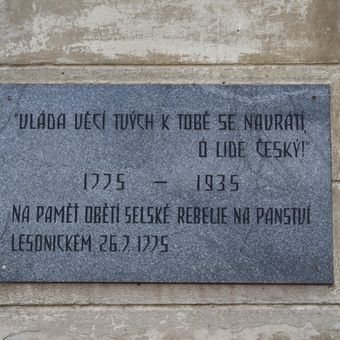 "VLÁDA VĚCÍ TVÝCH K TOBĚ SE NAVRÁTÍ,
Ó LIDE ČESKÝ!"
1775 – 1935
NA PAMĚŤ OBĚTÍ SELSKÉ REBELIE NA PANSTVÍ
LESONICKÉM 26.7. 1775